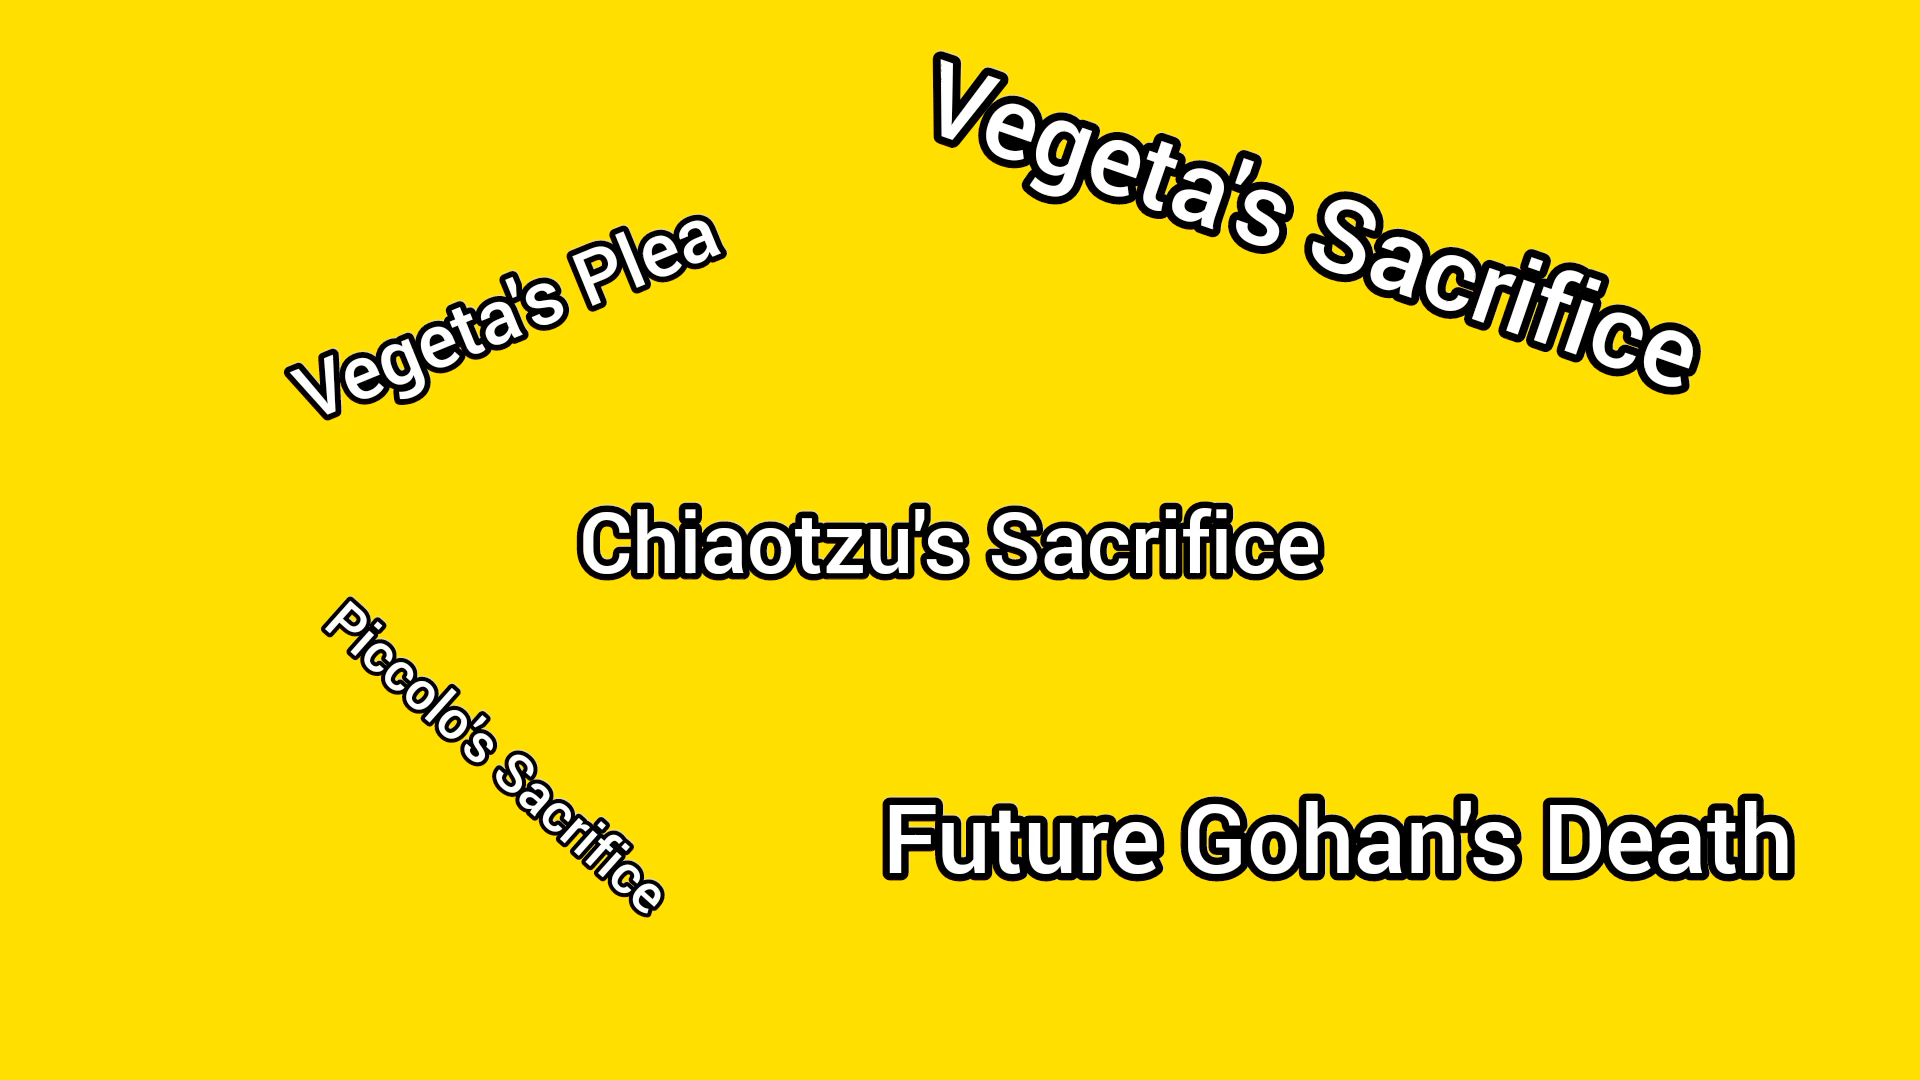 Vegeta's Sacrifice
Vegeta's Plea
Chiaotzu's Sacrifice
Piccolo's Sacrifice
Future Gohan's Death